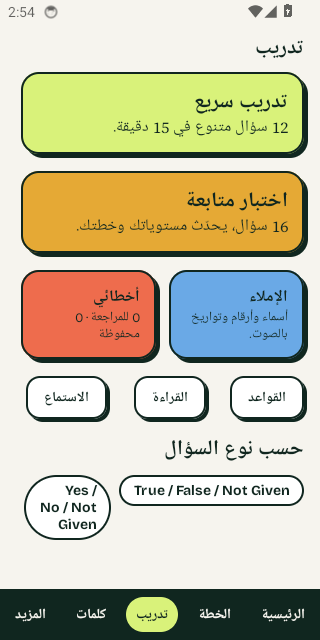 2:54
تدريب
تدريب سريع
12 سؤال متنوع في 15 دقيقة.
اختبار متابعة
16 سؤال، يحدّث مستوياتك وخطتك.
الإملاء
أسماء وأرقام وتواريخ
بالصوت.
أخطائي
0 للمراجعة · 0
محفوظة
القواعد
القراءة
الاستماع
حسب نوع السؤال
True / False / Not Given
Yes /
No / Not
Given
الرئيسية
الخطة
تدريب
كلمات
المزيد